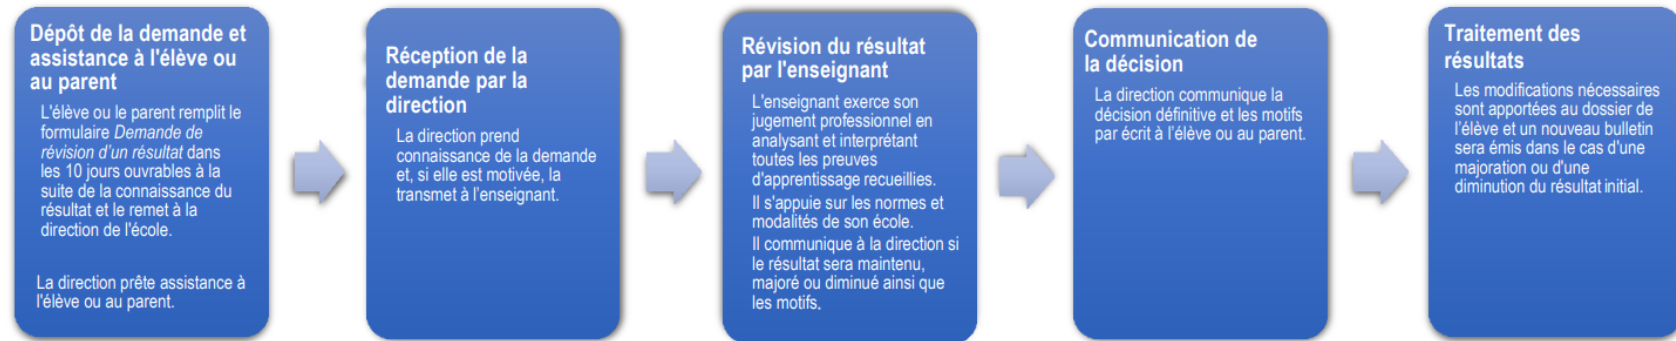 Dépôt de la demande et
assistance à l'élève ou
au parent
L'élève ou le parent remplit le
formulaire Demande de
révision d'un résultat dans
les 10 jours ouvrables à la
suite de la connaissance du
résultat et le remet à la
direction de l'école.
La direction prête assistance à
l'élève ou au parent.
Réception de la
demande par la
direction
La direction prend
connaissance de la demande
et, si elle est motivée, la
transmet à l'enseignant.
Révision du résultat
par l'enseignant
L'enseignant exerce son
jugement professionnel en
analysant et interprétant
toutes les preuves
d'apprentissage recueillies.
Il s'appuie sur les normes et
modalités de son école.
Il communique à la direction si
le résultat sera maintenu,
majoré ou diminué ainsi que
les motifs.
Communication de
la décision
La direction communique la
décision définitive et les motifs
par écrit à l'élève ou au parent.
Traitement des
résultats
Les modifications nécessaires
sont apportées au dossier de
l'élève et un nouveau bulletin
sera émis dans le cas d'une
majoration ou d'une
diminution du résultat initial.